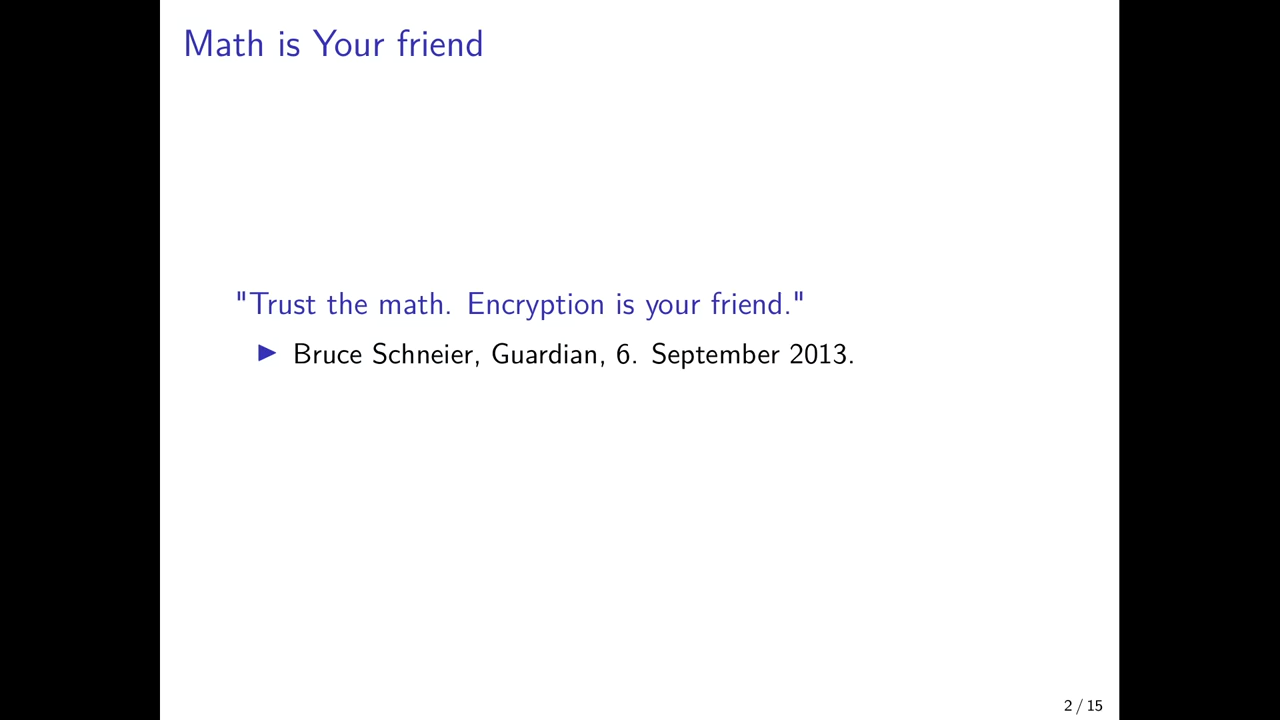 Math is Your friend
"Trust the math. Encryption is your friend."
▶ Bruce Schneier, Guardian, 6. September 2013.
2 / 15